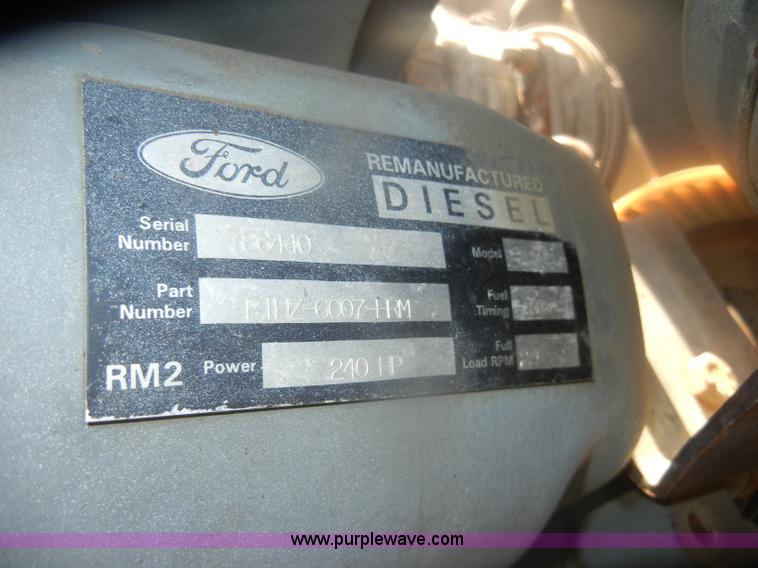 Ford
REMANUFACTURED
DIESEL
Serial Number 786440
Model
Part Number
Fuel Timing
RM2 Power 240 HP
Full Load RPM
www.purplewave.com